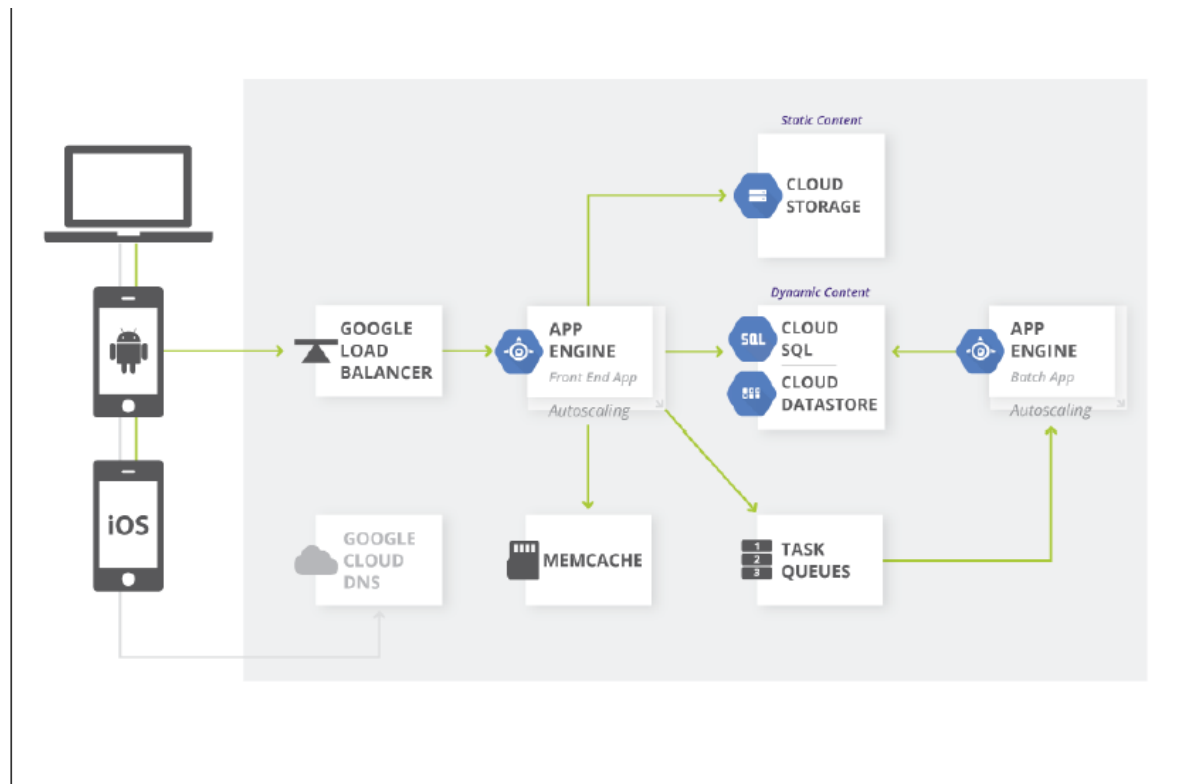 Static Content
CLOUD
STORAGE
Dynamic Content
GOOGLE
LOAD
BALANCER
APP
ENGINE
Front End App
Autoscaling
SQL
CLOUD
SQL
CLOUD
DATASTORE
APP
ENGINE
Batch App
Autoscaling
iOS
GOOGLE
CLOUD
DNS
MEMCACHE
1
2
3
TASK
QUEUES